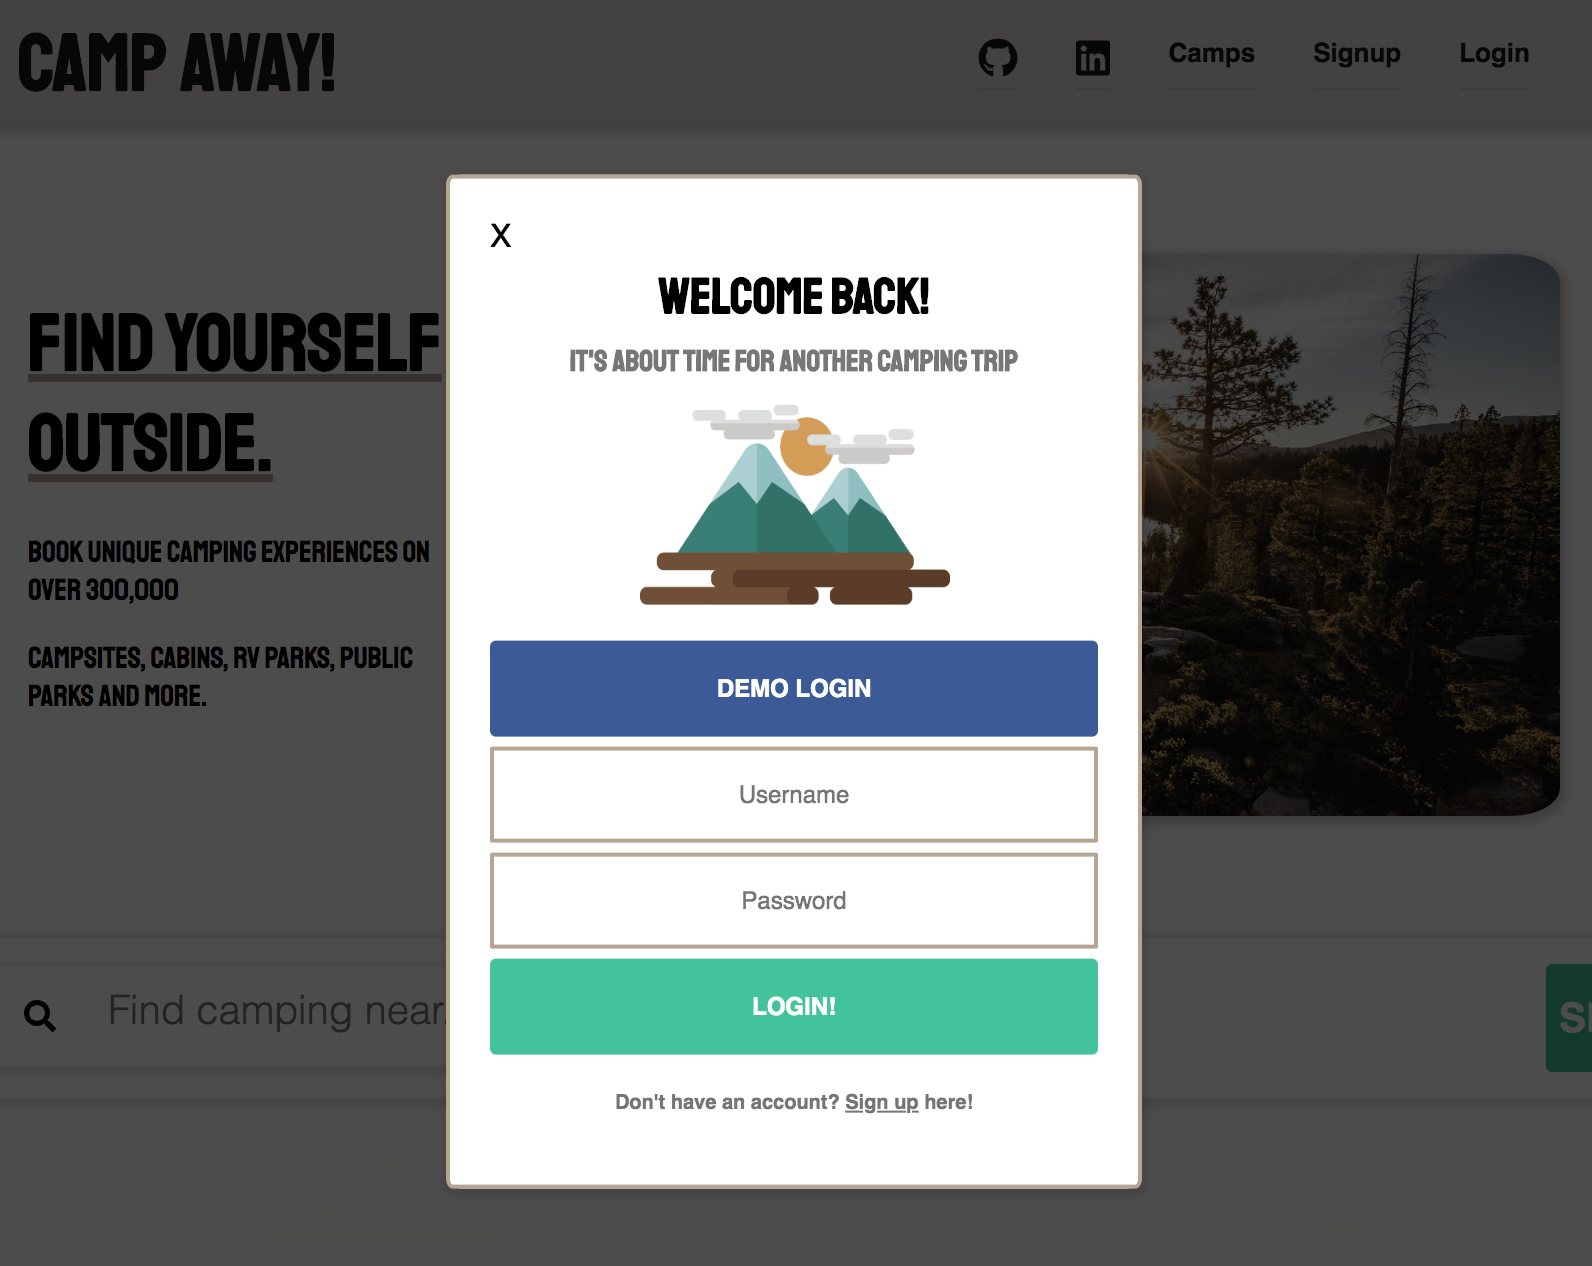 CAMP AWAY!
Camps
Signup
Login
FIND YOURSELF
OUTSIDE.
BOOK UNIQUE CAMPING EXPERIENCES ON
OVER 300,000
CAMPSITES, CABINS, RV PARKS, PUBLIC
PARKS AND MORE.
Find camping near.
X
WELCOME BACK!
IT'S ABOUT TIME FOR ANOTHER CAMPING TRIP
DEMO LOGIN
Username
Password
LOGIN!
Don't have an account? Sign up here!